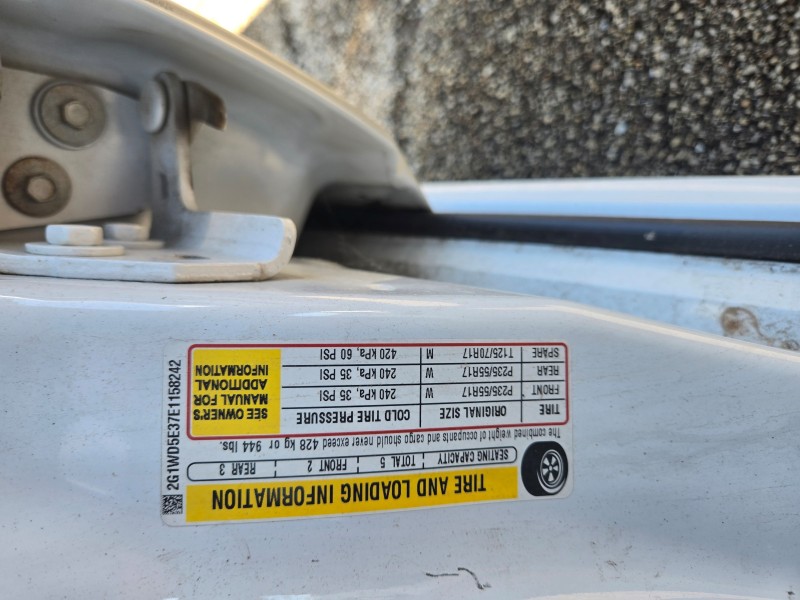 TIRE AND LOADING INFORMATION
SEATING CAPACITY | TOTAL 5 | FRONT 2 | REAR 3
The combined weight of occupants and cargo should never exceed 428 kg or 944 lbs.
TIRE | ORIGINAL SIZE | COLD TIRE PRESSURE
FRONT | P235/55R17 W | 240 kPa, 35 PSI
REAR | P235/55R17 W | 240 kPa, 35 PSI
SPARE | T125/70R17 M | 420 kPa, 60 PSI
SEE OWNER'S
MANUAL FOR
ADDITIONAL
INFORMATION
2G1WD5E37E1158242